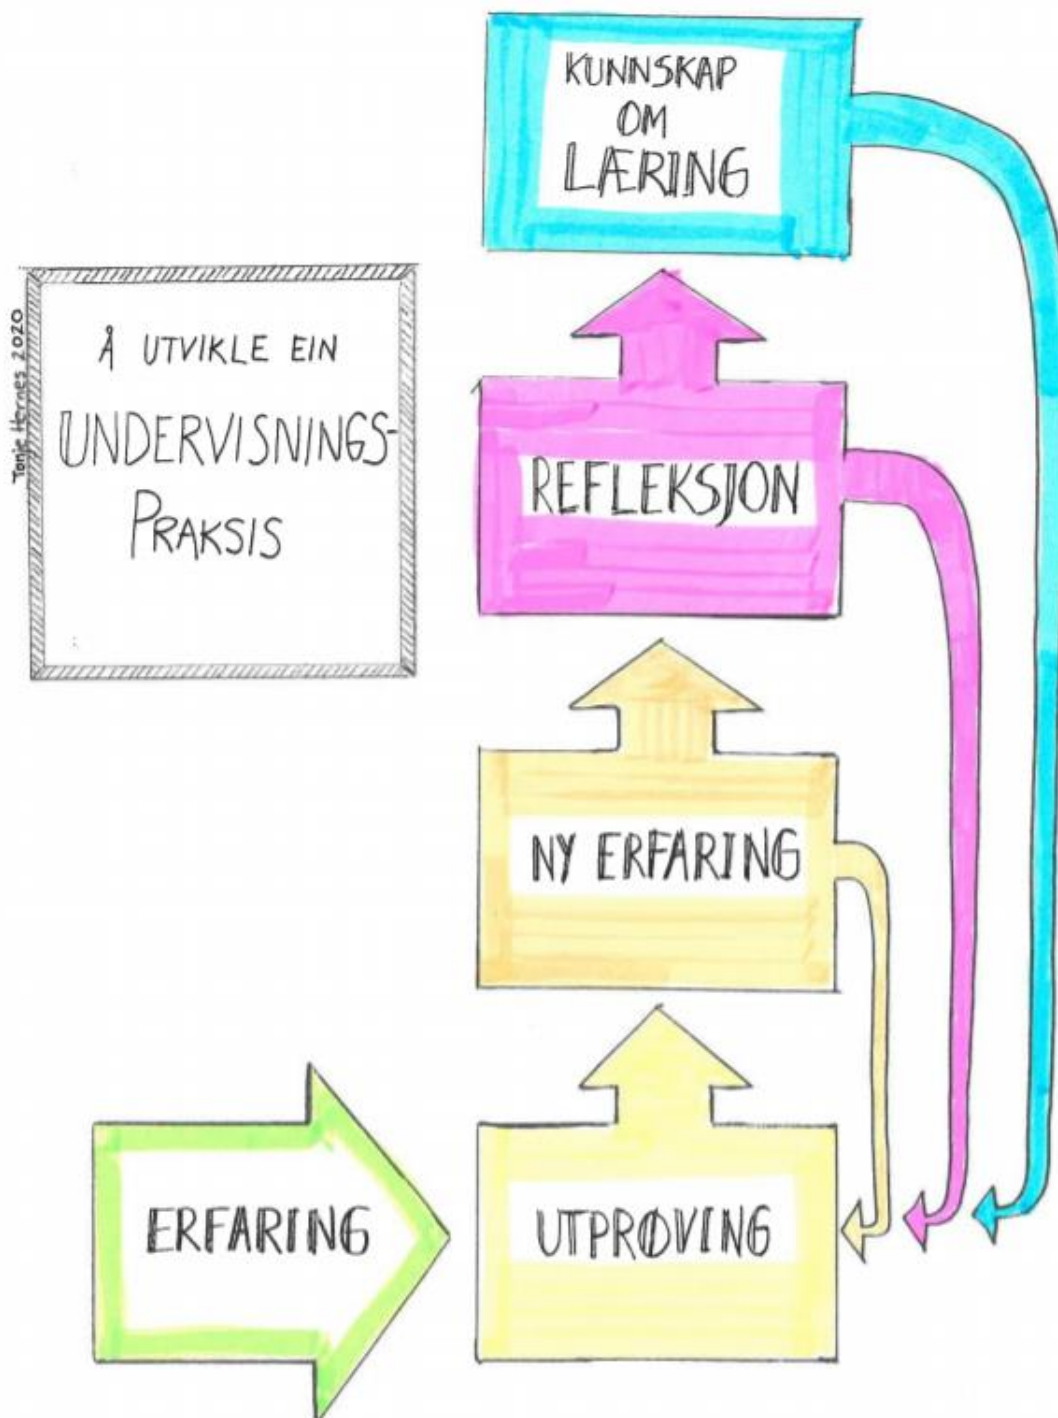 KUNNSKAP
OM
LÆRING
Å UTVIKLE EIN
UNDERVISNINGS-
PRAKSIS
Tonje Hernes 2020
REFLEKSJON
NY ERFARING
ERFARING
UTPRØVING